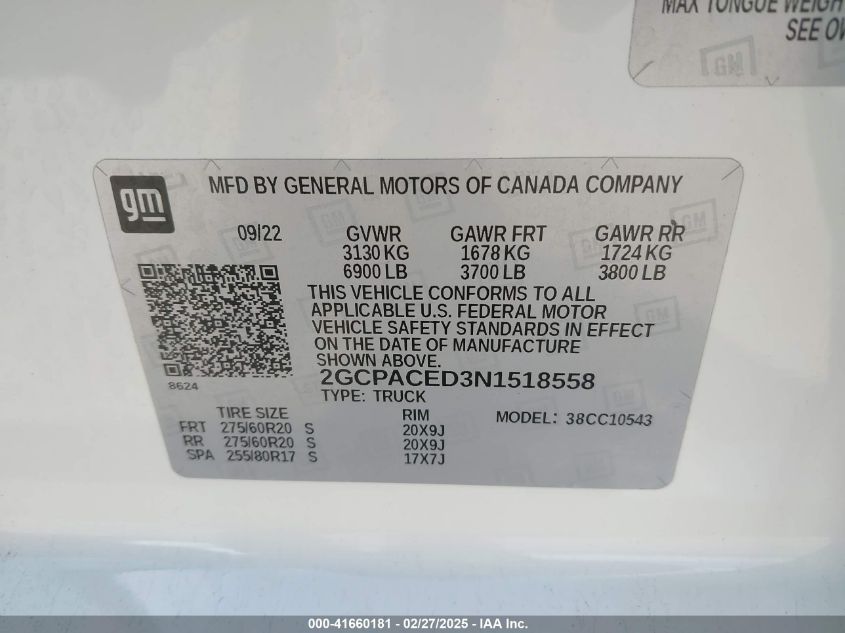 MAX TONGUE WEIGH
SEE OW
GM
gm
MFD BY GENERAL MOTORS OF CANADA COMPANY
09/22 GVWR GAWR FRT GAWR RR
3130 KG 1678 KG 1724 KG
6900 LB 3700 LB 3800 LB
THIS VEHICLE CONFORMS TO ALL
APPLICABLE U.S. FEDERAL MOTOR
VEHICLE SAFETY STANDARDS IN EFFECT
ON THE DATE OF MANUFACTURE
SHOWN ABOVE.
8624
2GCPACED3N1518558
TYPE: TRUCK
TIRE SIZE RIM MODEL: 38CC10543
FRT 275/60R20 S 20X9J
RR 275/60R20 S 20X9J
SPA 255/80R17 S 17X7J
000-41660181 - 02/27/2025 - IAA Inc.